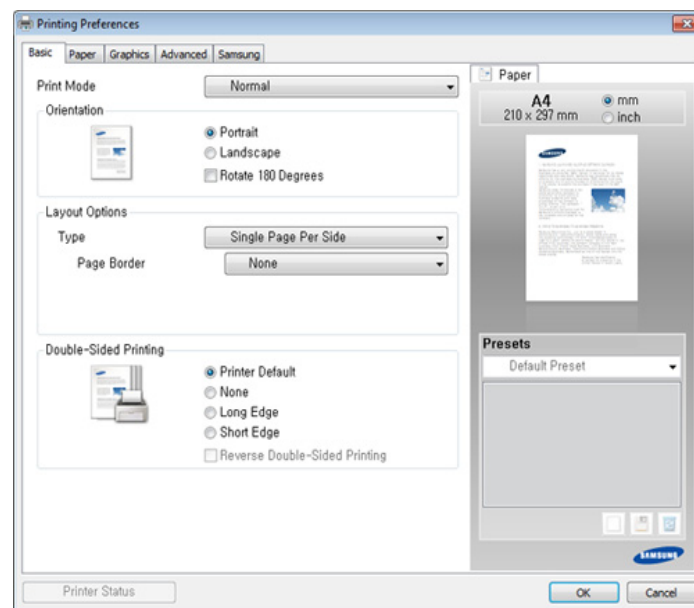 Printing Preferences
Basic Paper Graphics Advanced Samsung
Print Mode Normal
Orientation
Portrait
Landscape
Rotate 180 Degrees
Layout Options
Type Single Page Per Side
Page Border None
Double-Sided Printing
Printer Default
None
Long Edge
Short Edge
Reverse Double-Sided Printing
Paper
A4
210 x 297 mm
mm
inch
SAMSUNG
Presets
Default Preset
SAMSUNG
Printer Status OK Cancel